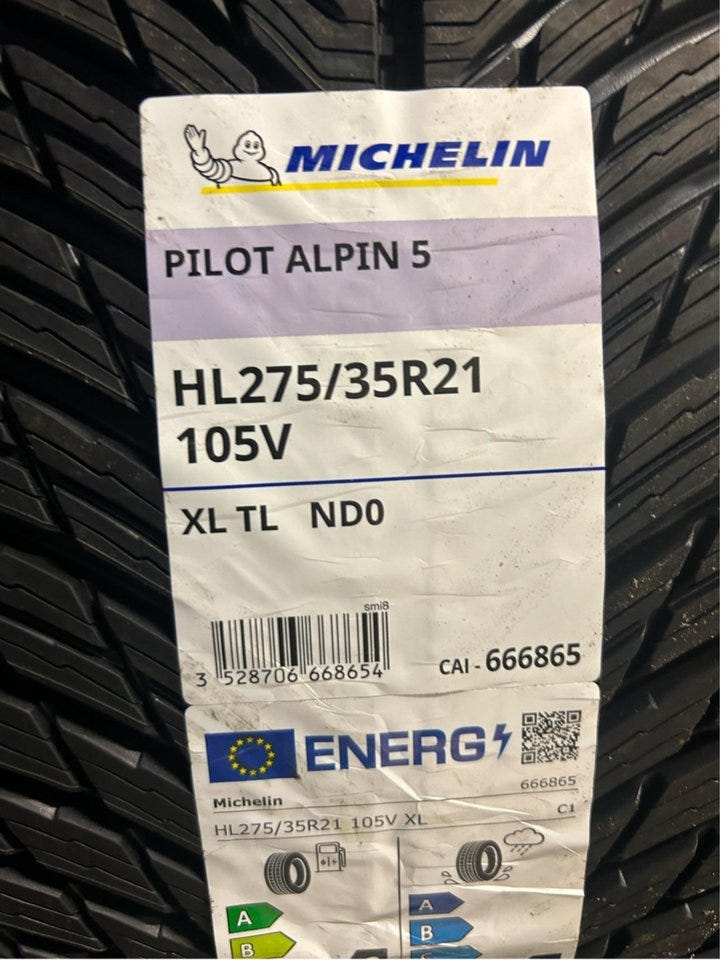 MICHELIN
PILOT ALPIN 5
HL275/35R21
105V
XL TL ND0
smi8
3 528706 668654
CAI - 666865
ENERG
666865
Michelin
HL275/35R21 105V XL C1
A A
B B